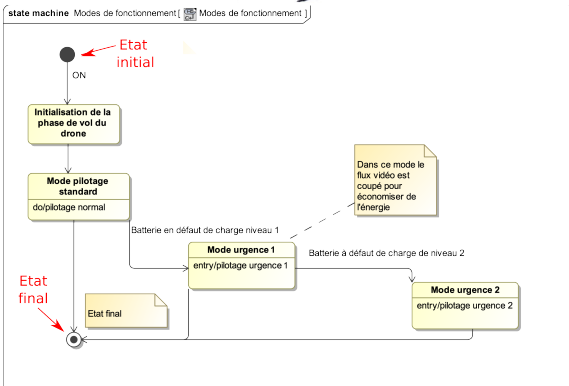 state machine Modes de fonctionnement [ Modes de fonctionnement ]
Etat
initial
ON
Initialisation de la
phase de vol du
drone
Mode pilotage
standard
do/pilotage normal
Dans ce mode le
flux vidéo est
coupé pour
économiser de
l'énergie
Batterie en défaut de charge niveau 1
Mode urgence 1
entry/pilotage urgence 1
Batterie à défaut de charge de niveau 2
Mode urgence 2
entry/pilotage urgence 2
Etat
final
Etat final